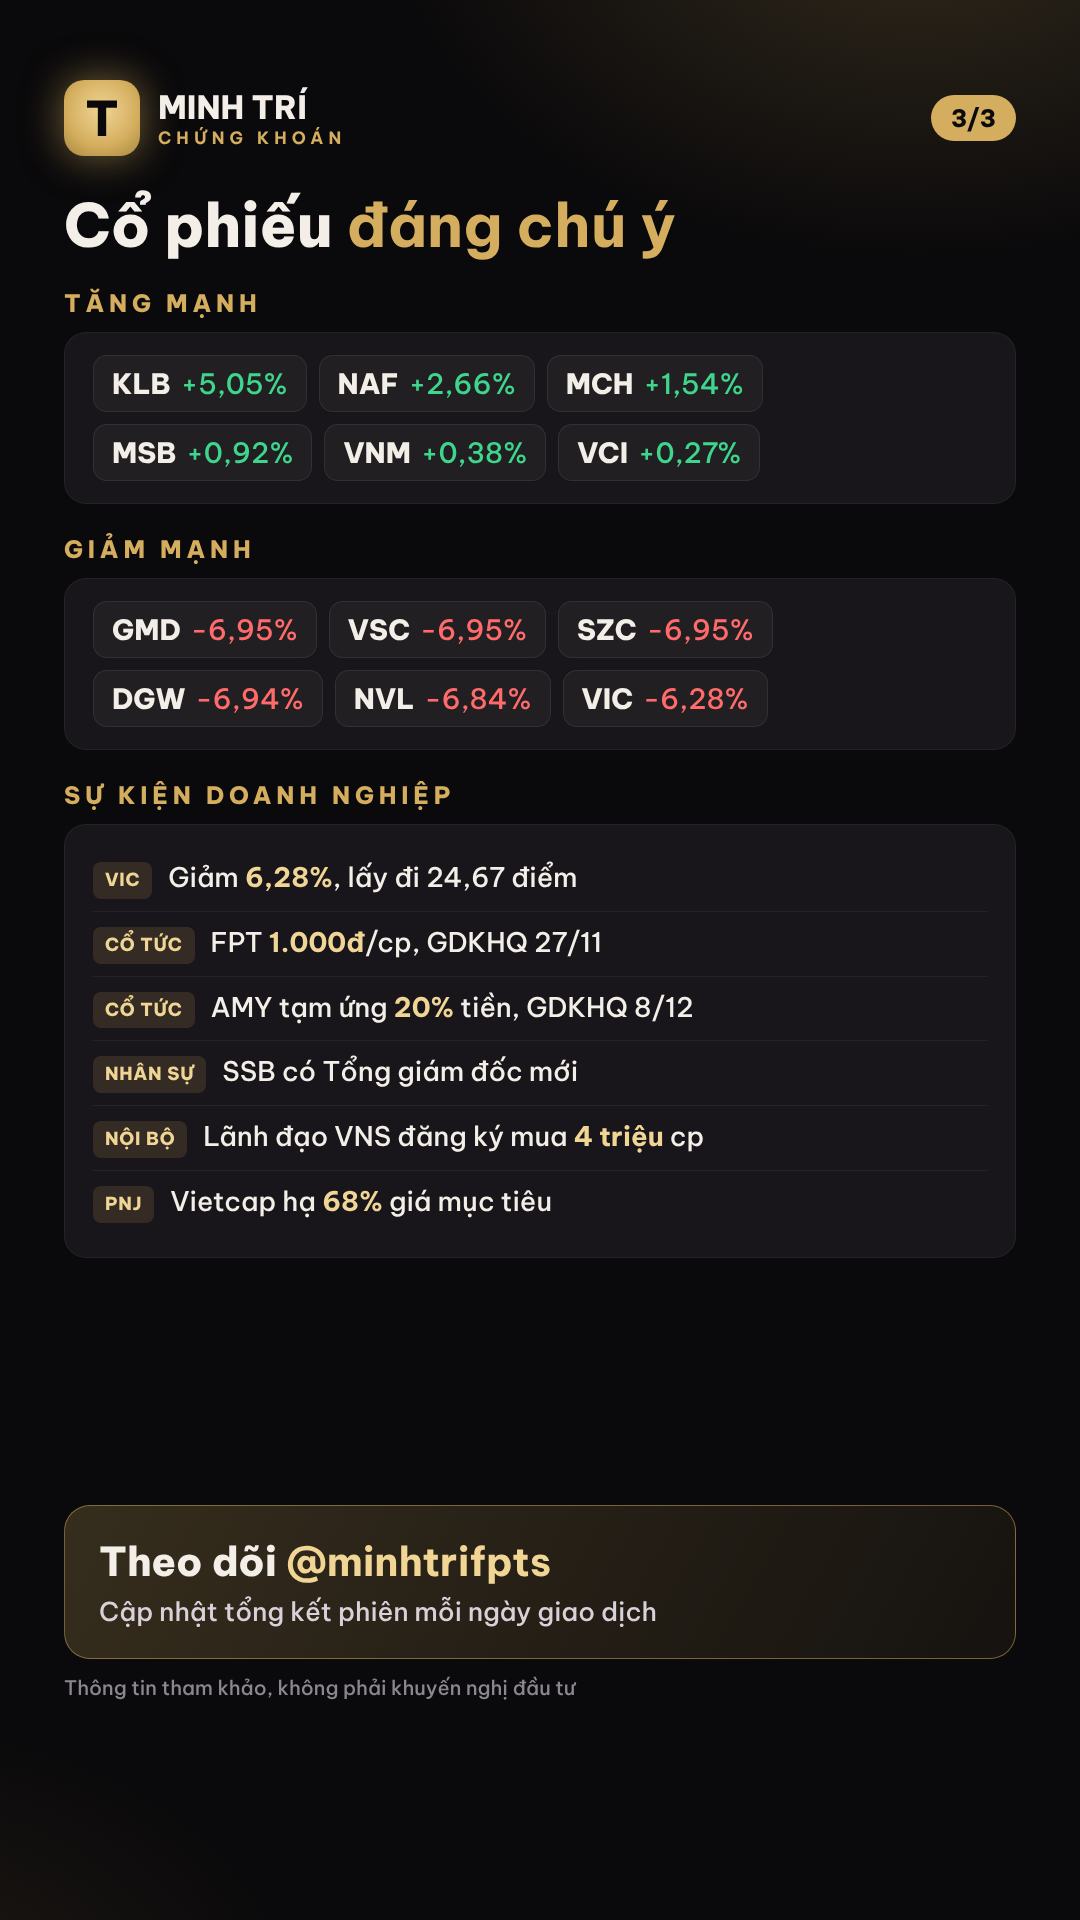 T
MINH TRÍ
CHỨNG KHOÁN
3/3
Cổ phiếu đáng chú ý
TĂNG MẠNH
KLB +5,05% NAF +2,66% MCH +1,54%
MSB +0,92% VNM +0,38% VCI +0,27%
GIẢM MẠNH
GMD -6,95% VSC -6,95% SZC -6,95%
DGW -6,94% NVL -6,84% VIC -6,28%
SỰ KIỆN DOANH NGHIỆP
VIC Giảm 6,28%, lấy đi 24,67 điểm
CỔ TỨC FPT 1.000đ/cp, GDKHQ 27/11
CỔ TỨC AMY tạm ứng 20% tiền, GDKHQ 8/12
NHÂN SỰ SSB có Tổng giám đốc mới
NỘI BỘ Lãnh đạo VNS đăng ký mua 4 triệu cp
PNJ Vietcap hạ 68% giá mục tiêu
Theo dõi @minhtrifpts
Cập nhật tổng kết phiên mỗi ngày giao dịch
Thông tin tham khảo, không phải khuyến nghị đầu tư